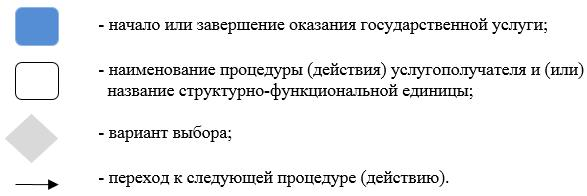 - начало или завершение оказания государственной услуги;
- наименование процедуры (действия) услугополучателя и (или)
название структурно-функциональной единицы;
- вариант выбора;
- переход к следующей процедуре (действию).